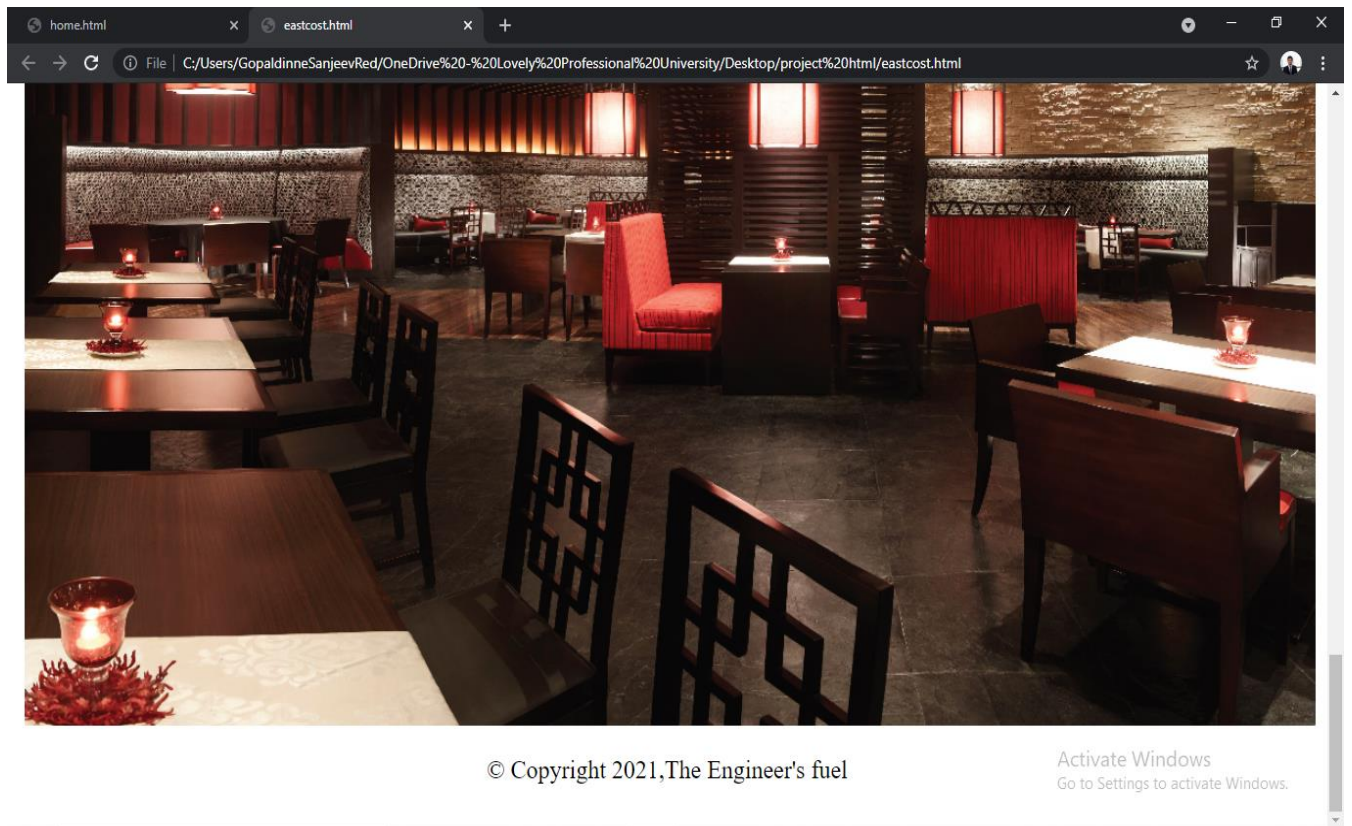 home.html
eastcost.html
File | C:/Users/GopaldinneSanjeevRed/OneDrive%20-%20Lovely%20Professional%20University/Desktop/project%20html/eastcost.html
© Copyright 2021,The Engineer's fuel
Activate Windows
Go to Settings to activate Windows.